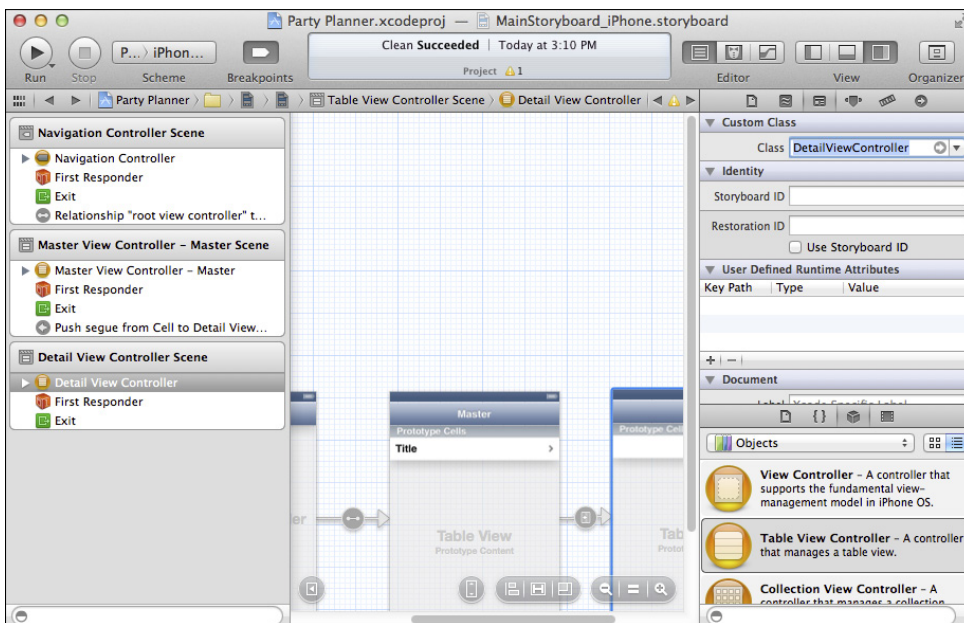 Party Planner.xcodeproj — MainStoryboard_iPhone.storyboard
P... iPhon...
Clean Succeeded | Today at 3:10 PM
Project 1
Run Stop Scheme Breakpoints Editor View Organizer
Party Planner Table View Controller Scene Detail View Controller
Navigation Controller Scene
Navigation Controller
First Responder
Exit
Relationship "root view controller" t...
Master View Controller – Master Scene
Master View Controller – Master
First Responder
Exit
Push segue from Cell to Detail View...
Detail View Controller Scene
Detail View Controller
First Responder
Exit
Master
Prototype Cells
Title
Table View
Prototype Content
Prototype Cell
Custom Class
Class DetailViewController
Identity
Storyboard ID
Restoration ID
Use Storyboard ID
User Defined Runtime Attributes
Key Path Type Value
Document
Objects
View Controller – A controller that
supports the fundamental view-
management model in iPhone OS.
Table View Controller – A controller
that manages a table view.
Collection View Controller – A
controller that manages a collection